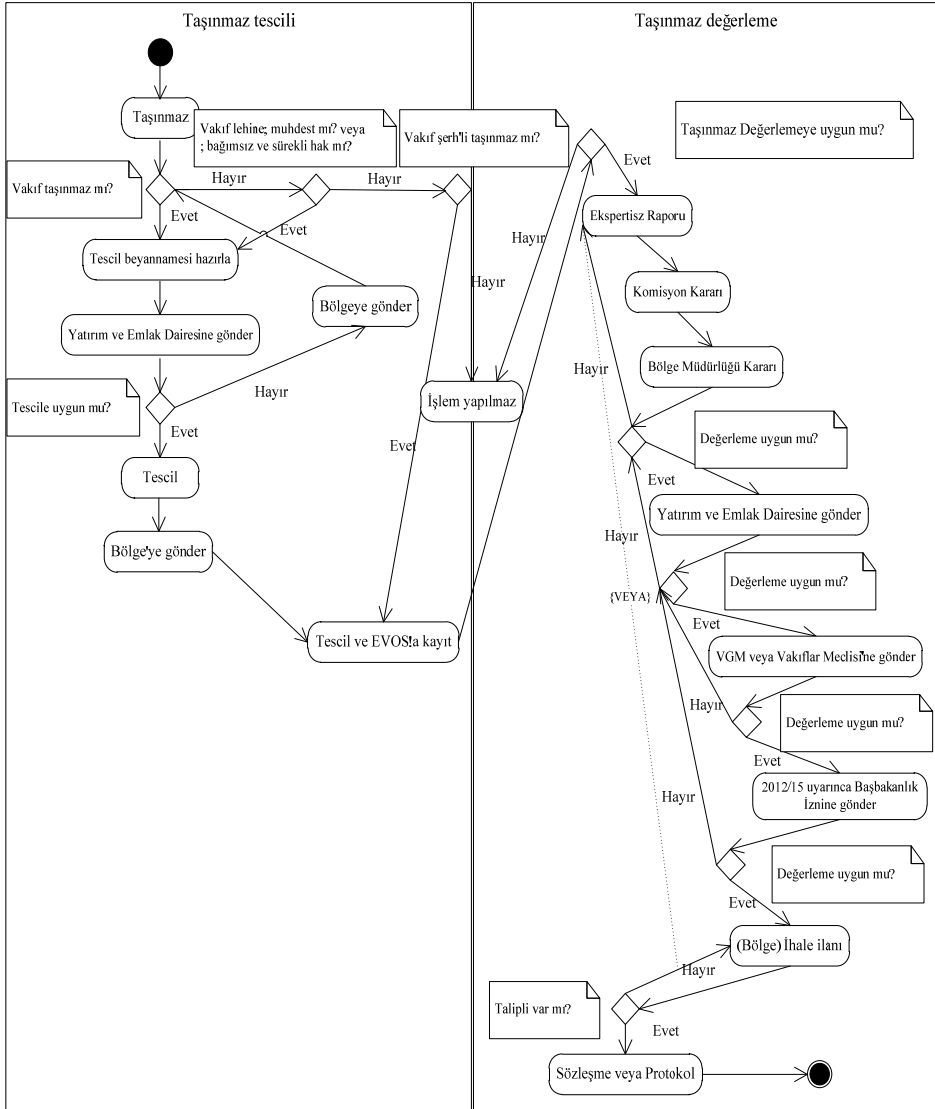 Taşınmaz tescili
Taşınmaz değerleme
Taşınmaz
Vakıf lehine; muhdest mı? veya
; bağımsız ve sürekli hak mı?
Vakıf şerh'li taşınmaz mı?
Taşınmaz Değerlemeye uygun mu?
Vakıf taşınmaz mı?
Hayır
Hayır
Evet
Evet
Evet
Ekspertiz Raporu
Hayır
Tescil beyannamesi hazırla
Hayır
Komisyon Kararı
Bölgeye gönder
Yatırım ve Emlak Dairesine gönder
Bölge Müdürlüğü Kararı
Hayır
Hayır
Tescile uygun mu?
İşlem yapılmaz
Evet
Evet
Değerleme uygun mu?
Tescil
Evet
Yatırım ve Emlak Dairesine gönder
Bölge'ye gönder
Hayır
Değerleme uygun mu?
{VEYA}
Evet
Tescil ve EVOS!a kayıt
VGM veya Vakıflar Meclisi'ne gönder
Hayır
Değerleme uygun mu?
Evet
2012/15 uyarınca Başbakanlık
İznine gönder
Hayır
Değerleme uygun mu?
Evet
(Bölge) İhale ilanı
Hayır
Talipli var mı?
Evet
Sözleşme veya Protokol